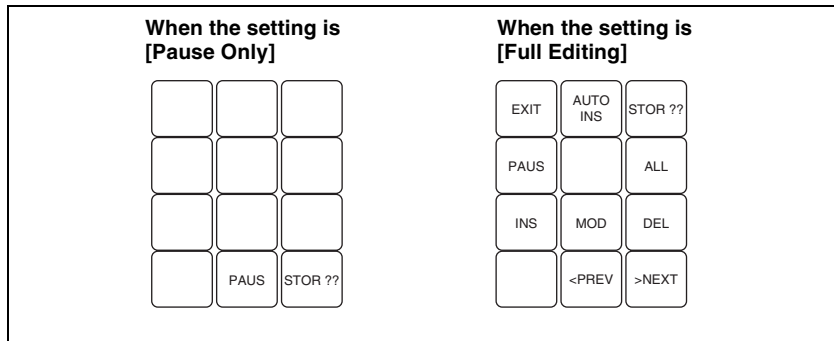 When the setting is
[Pause Only]
PAUS
STOR ??
When the setting is
[Full Editing]
EXIT
AUTO
INS
STOR ??
PAUS
ALL
INS
MOD
DEL
<PREV
>NEXT